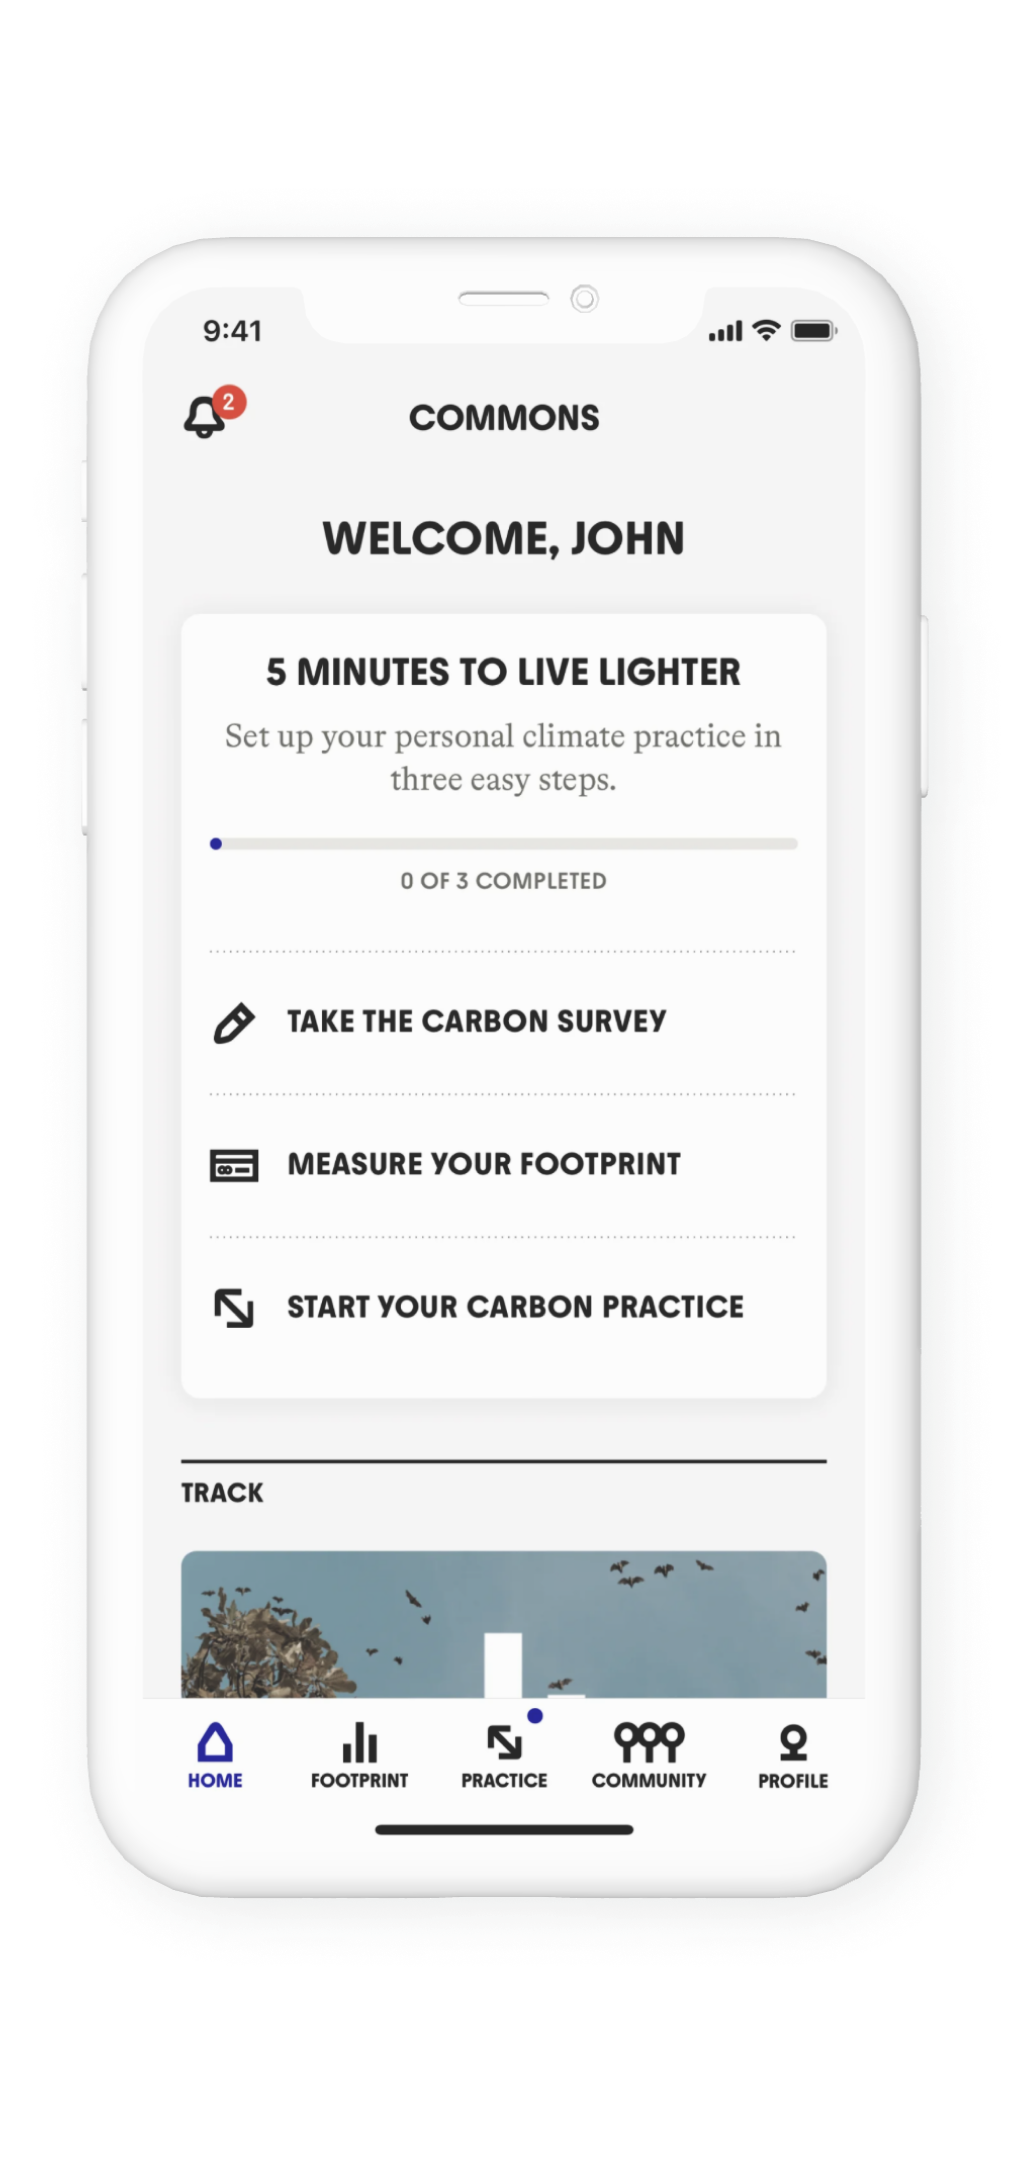 9:41
2
COMMONS
WELCOME, JOHN
5 MINUTES TO LIVE LIGHTER
Set up your personal climate practice in
three easy steps.
0 OF 3 COMPLETED
TAKE THE CARBON SURVEY
MEASURE YOUR FOOTPRINT
START YOUR CARBON PRACTICE
TRACK
HOME FOOTPRINT PRACTICE COMMUNITY PROFILE